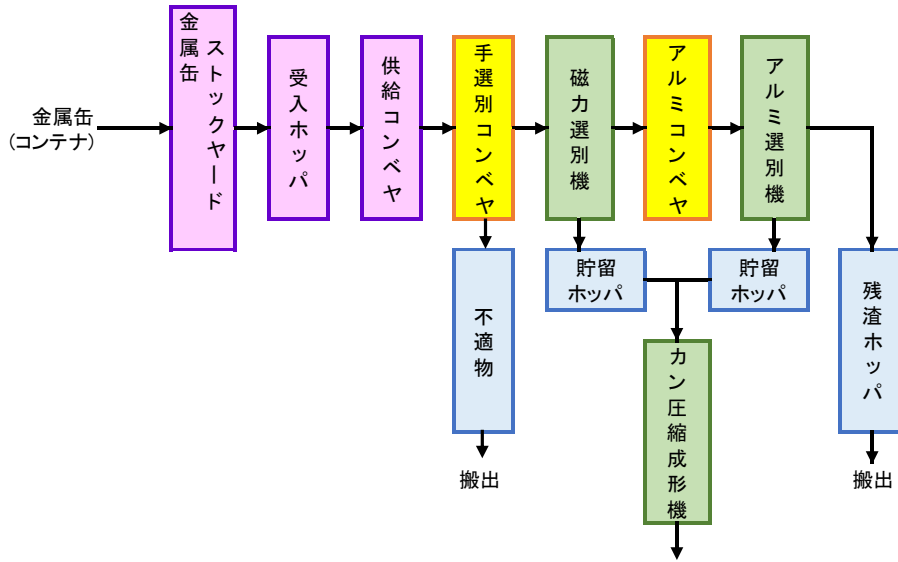 金属缶
(コンテナ)
金属缶
ストックヤード
受入ホッパ
供給コンベヤ
手選別コンベヤ
磁力選別機
アルミコンベヤ
アルミ選別機
不適物
貯留
ホッパ
貯留
ホッパ
残渣ホッパ
カン圧縮成形機
搬出
搬出